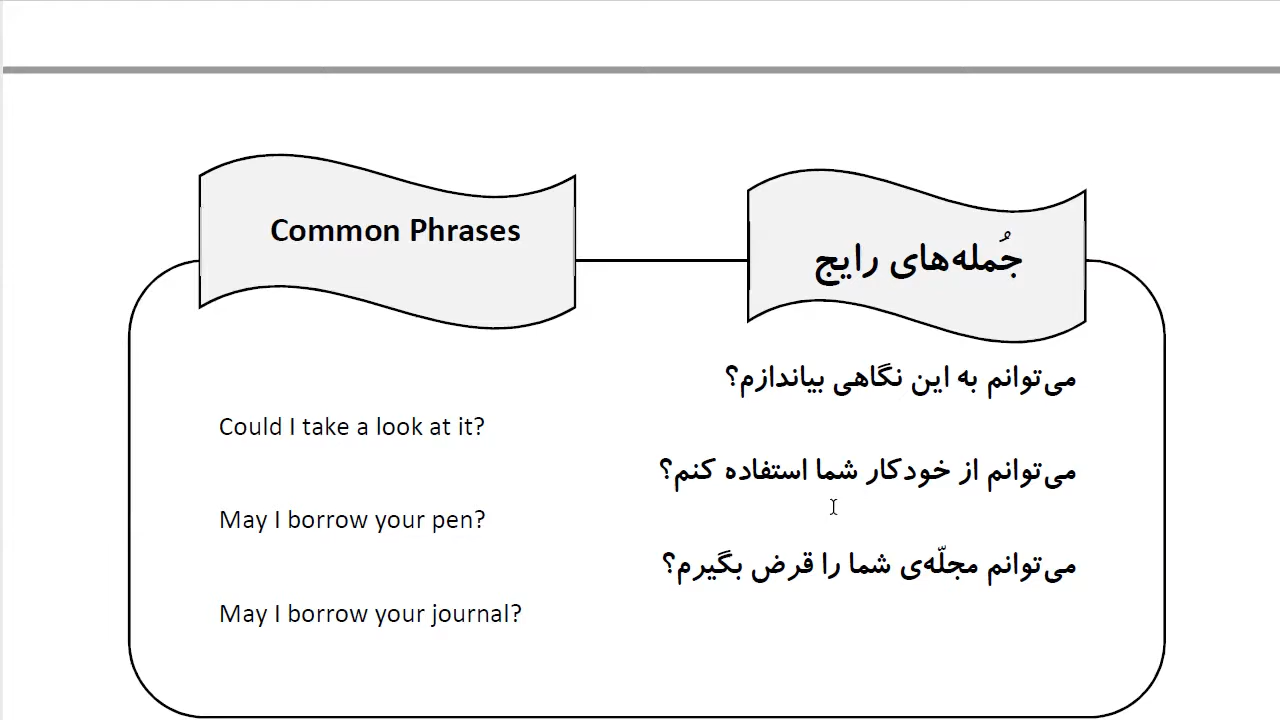 Common Phrases
جُمله‌های رایج
می‌توانم به این نگاهی بیاندازم؟
Could I take a look at it?
می‌توانم از خودکار شما استفاده کنم؟
May I borrow your pen?
می‌توانم مجلّه‌ی شما را قرض بگیرم؟
May I borrow your journal?